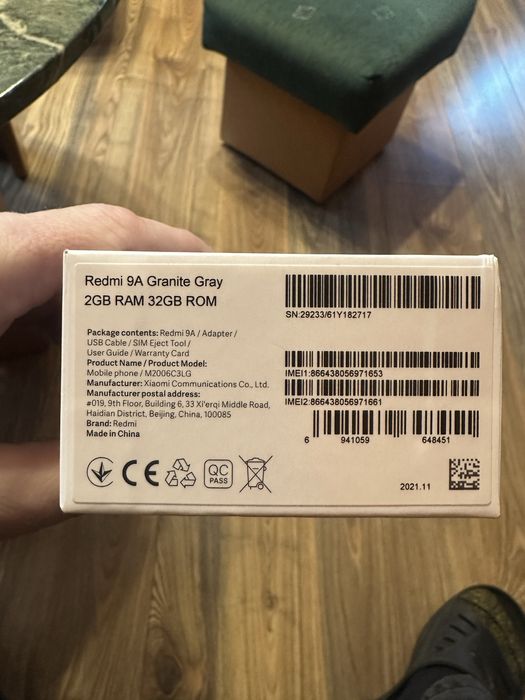 Redmi 9A Granite Gray
2GB RAM 32GB ROM
Package contents: Redmi 9A / Adapter /
USB Cable / SIM Eject Tool /
User Guide / Warranty Card
Product Name / Product Model:
Mobile phone / M2006C3LG
Manufacturer: Xiaomi Communications Co., Ltd.
Manufacturer postal address:
#019, 9th Floor, Building 6, 33 Xi'erqi Middle Road,
Haidian District, Beijing, China, 100085
Brand: Redmi
Made in China
SN:29233/61Y182717
IMEI1:866438056971653
IMEI2:866438056971661
6 941059 648451
CE
QC
PASS
2021.11